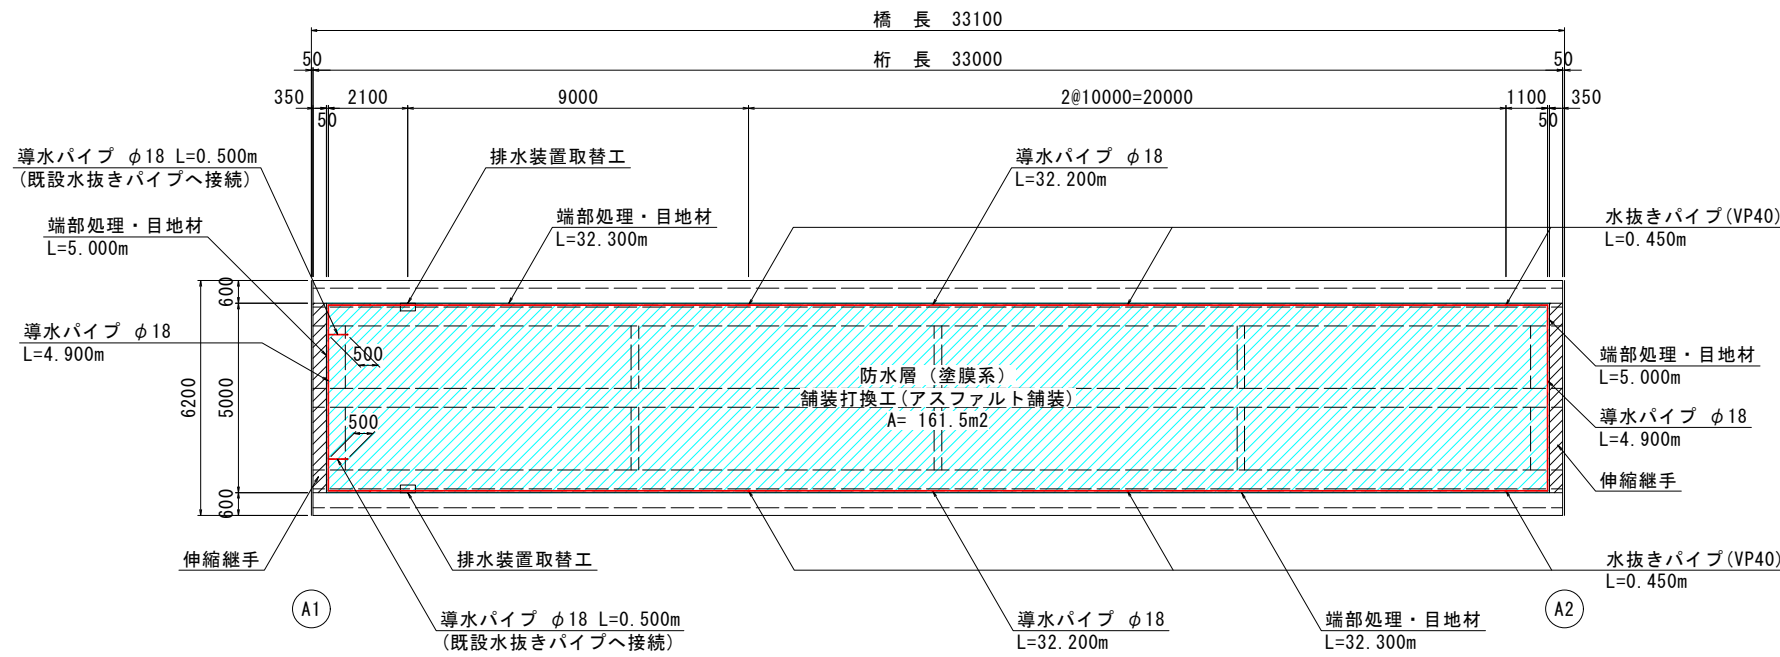 橋 長 33100
50 桁 長 33000 50
350 2100 9000 2@10000=20000 1100 350
50 50
導水パイプ φ18 L=0.500m
(既設水抜きパイプへ接続)
排水装置取替工
導水パイプ φ18
L=32.200m
端部処理・目地材
L=5.000m
端部処理・目地材
L=32.300m
水抜きパイプ(VP40)
L=0.450m
600
導水パイプ φ18
L=4.900m
500
6200
5000
防水層 (塗膜系)
舗装打換工(アスファルト舗装)
A= 161.5m2
端部処理・目地材
L=5.000m
500
導水パイプ φ18
L=4.900m
伸縮継手
600
伸縮継手
排水装置取替工
水抜きパイプ(VP40)
L=0.450m
A1
A2
導水パイプ φ18 L=0.500m
(既設水抜きパイプへ接続)
導水パイプ φ18
L=32.200m
端部処理・目地材
L=32.300m